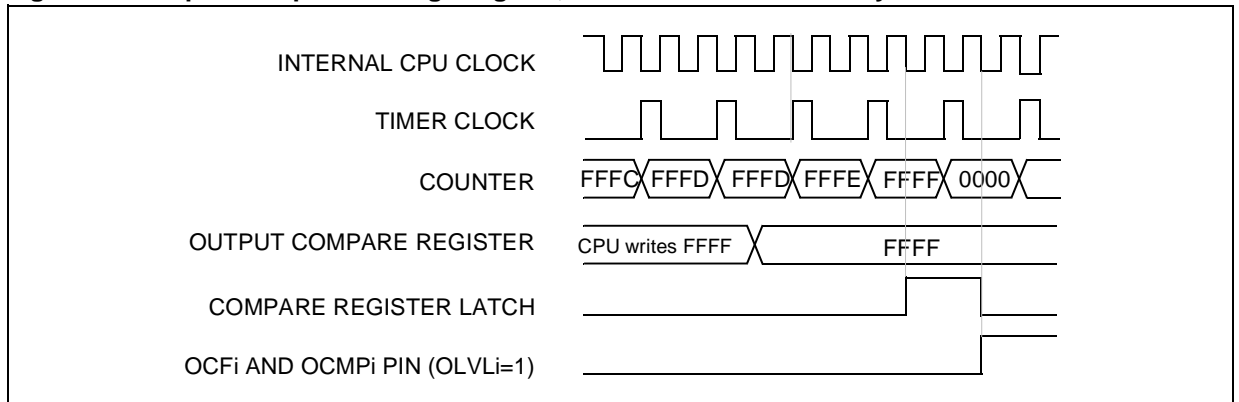 INTERNAL CPU CLOCK
TIMER CLOCK
COUNTER FFFC FFFD FFFD FFFE FFFF 0000
OUTPUT COMPARE REGISTER CPU writes FFFF FFFF
COMPARE REGISTER LATCH
OCFi AND OCMPi PIN (OLVLi=1)